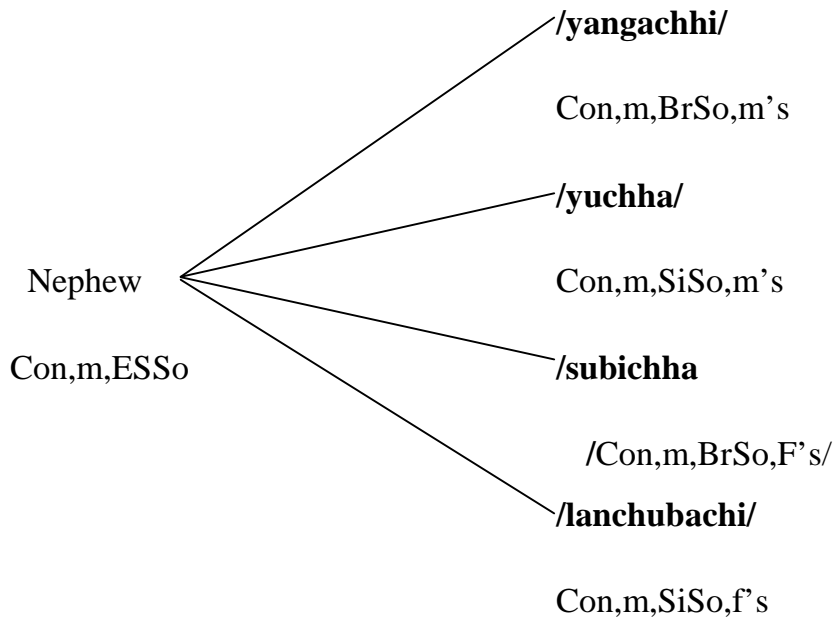 /yangachhi/
Con,m,BrSo,m’s
/yuchha/
Nephew
Con,m,SiSo,m’s
Con,m,ESSo
/subichha
/Con,m,BrSo,F’s/
/lanchubachi/
Con,m,SiSo,f’s